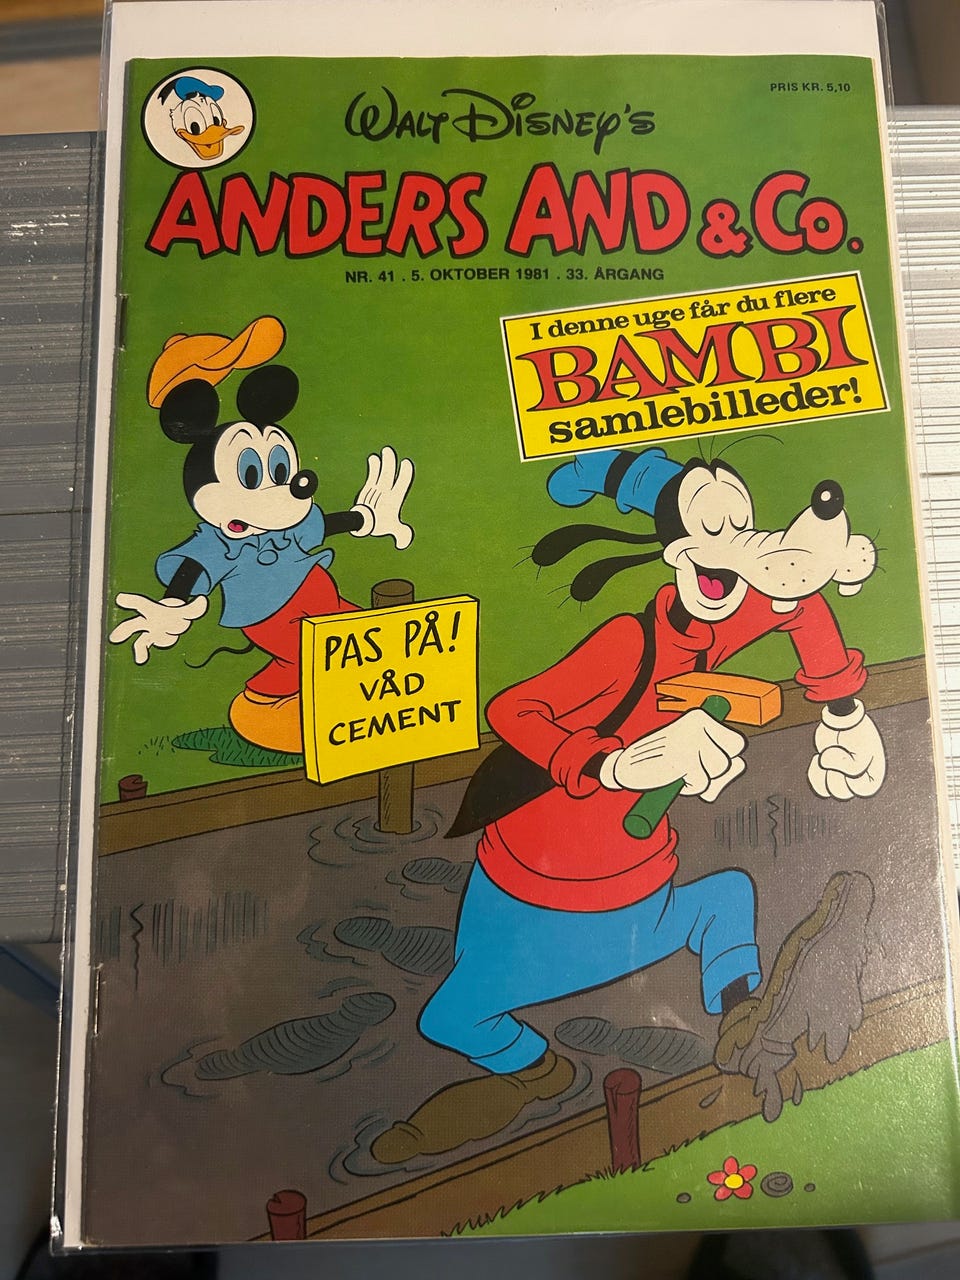 PRIS KR. 5,10
WALT DISNEY'S
ANDERS AND & CO.
NR. 41 . 5. OKTOBER 1981 . 33. ÅRGANG
I denne uge får du flere
BAMBI
samlebilleder!
PAS PÅ!
VÅD
CEMENT